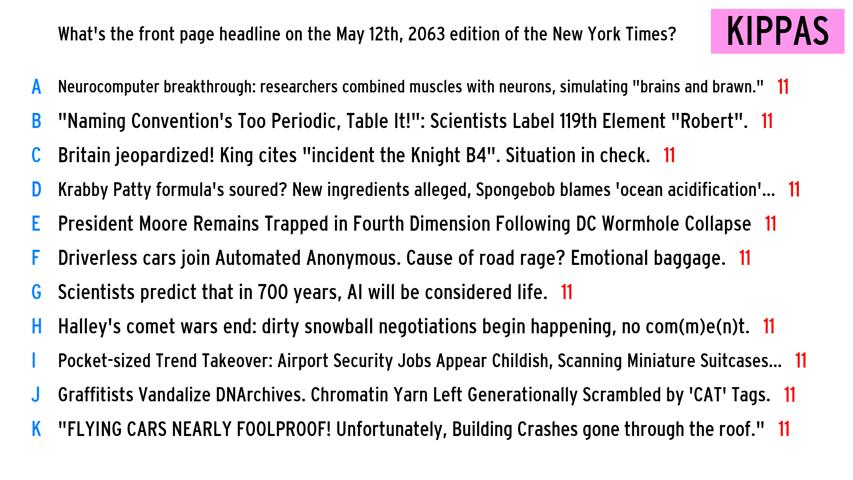 What's the front page headline on the May 12th, 2063 edition of the New York Times? KIPPAS
A Neurocomputer breakthrough: researchers combined muscles with neurons, simulating "brains and brawn." 11
B "Naming Convention's Too Periodic, Table It!": Scientists Label 119th Element "Robert". 11
C Britain jeopardized! King cites "incident the Knight B4". Situation in check. 11
D Krabby Patty formula's soured? New ingredients alleged, Spongebob blames 'ocean acidification'... 11
E President Moore Remains Trapped in Fourth Dimension Following DC Wormhole Collapse 11
F Driverless cars join Automated Anonymous. Cause of road rage? Emotional baggage. 11
G Scientists predict that in 700 years, AI will be considered life. 11
H Halley's comet wars end: dirty snowball negotiations begin happening, no com(m)e(n)t. 11
I Pocket-sized Trend Takeover: Airport Security Jobs Appear Childish, Scanning Miniature Suitcases... 11
J Graffitists Vandalize DNArchives. Chromatin Yarn Left Generationally Scrambled by 'CAT' Tags. 11
K "FLYING CARS NEARLY FOOLPROOF! Unfortunately, Building Crashes gone through the roof." 11